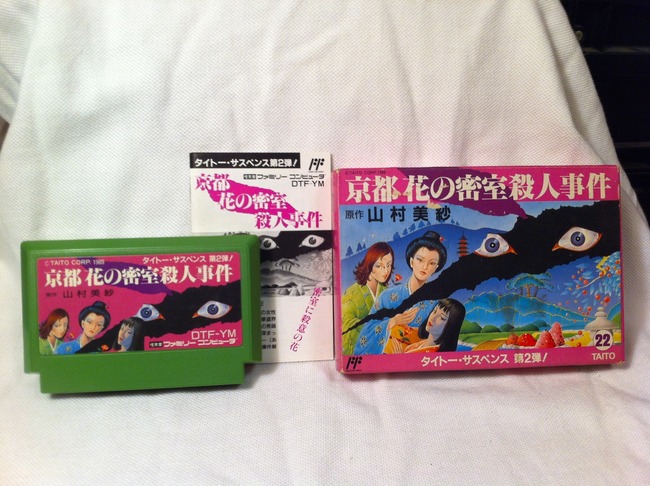 ©TAITO CORP. 1989
タイトー・サスペンス 第2弾!
京都 花の密室殺人事件
原作 山村美紗
DTF-YM
ファミリー コンピュータ
タイトー・サスペンス第2弾!
ファミリー コンピュータ
DTF-YM
京都
花の密室
殺人事件
密室に殺意の花
©TAITO CORP. 1989
京都 花の密室殺人事件
原作 山村美紗
22
タイトー・サスペンス 第2弾!
TAITO